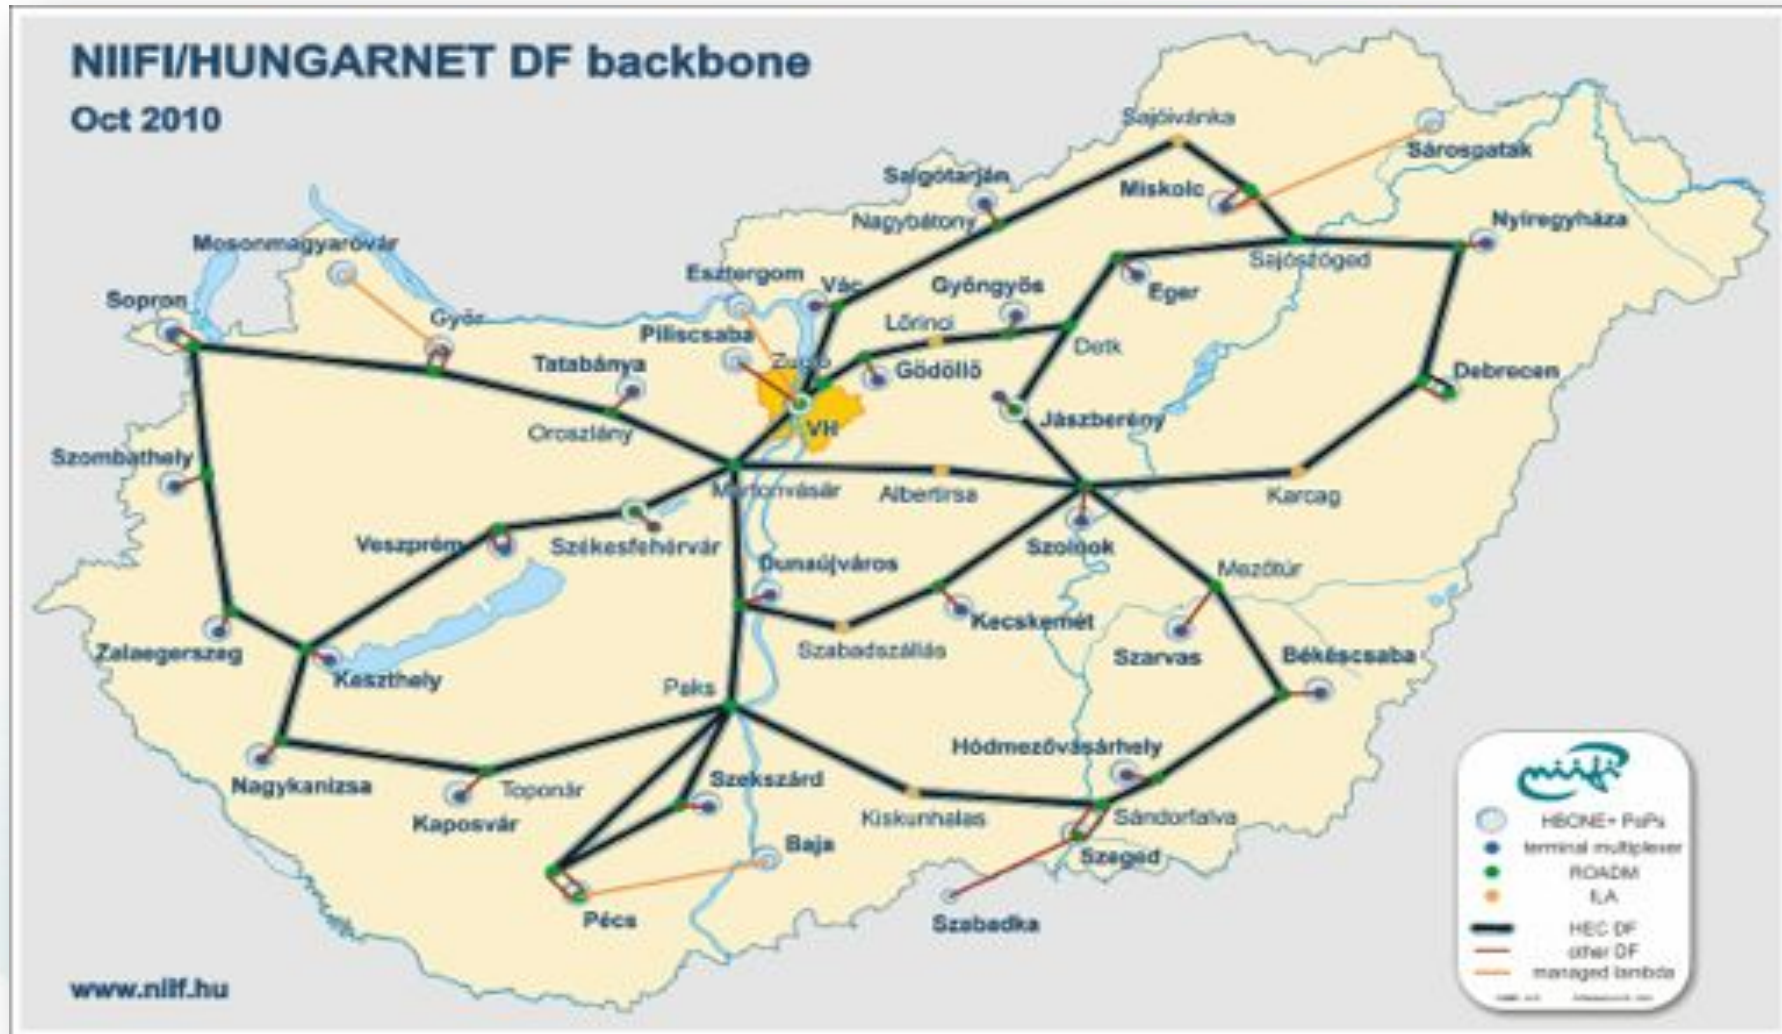 NIIFI/HUNGARNET DF backbone
Oct 2010
Sajóivánka
Sárospatak
Salgótarján
Miskolc
Nagybátony
Nyíregyháza
Mosonmagyaróvár
Sajószöged
Esztergom
Vác
Gyöngyös
Eger
Sopron
Győr
Piliscsaba
Lőrinci
Detk
Tatabánya
Gödöllő
Debrecen
Oroszlány
VH
Jászberény
Szombathely
Martonvásár
Albertirsa
Karcag
Veszprém
Székesfehérvár
Szolnok
Dunaújváros
Mezőtúr
Kecskemét
Zalaegerszeg
Szabadszállás
Szarvas
Békéscsaba
Keszthely
Paks
Hódmezővásárhely
Nagykanizsa
Toponár
Szekszárd
Kaposvár
Kiskunhalas
Sándorfalva
Baja
Szeged
Pécs
Szabadka
niifi
HBONE+ PoPs
terminal multiplexer
ROADM
ILA
HEC DF
other DF
managed lambda
www.niif.hu